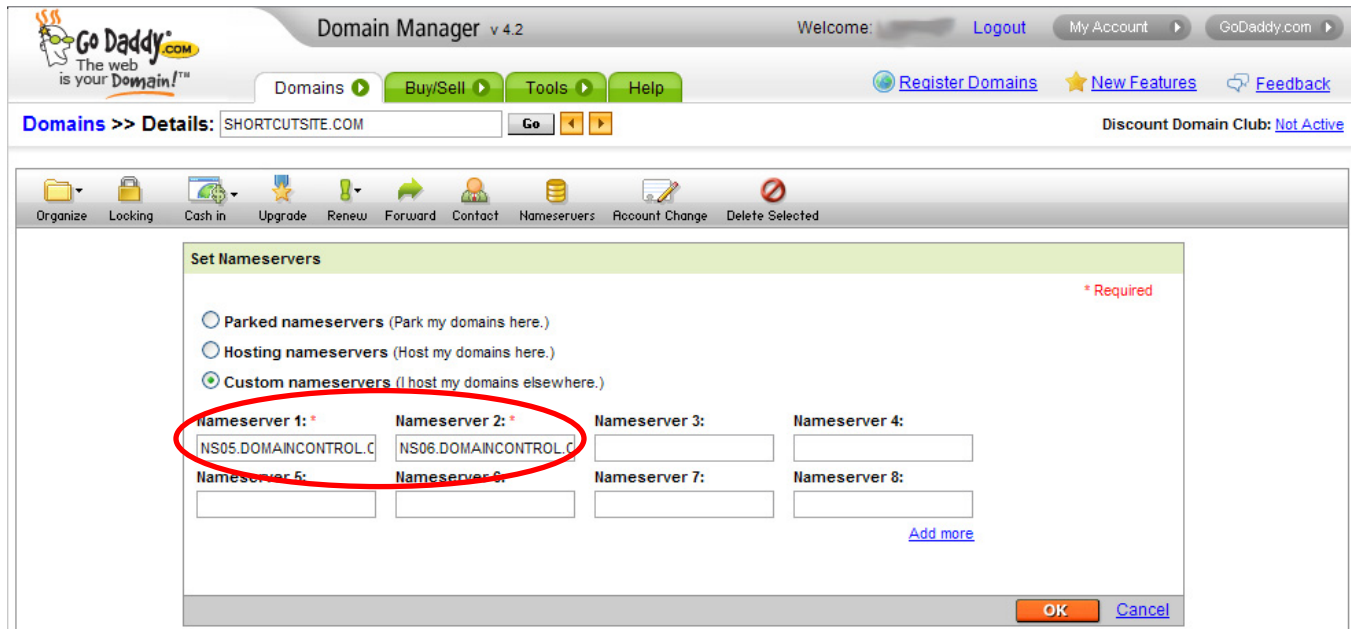 Go Daddy.COM
The web
is your Domain!™
Domain Manager v 4.2
Welcome: Logout My Account GoDaddy.com
Domains Buy/Sell Tools Help
Register Domains New Features Feedback
Domains >> Details: SHORTCUTSITE.COM Go
Discount Domain Club: Not Active
Organize Locking Cash in Upgrade Renew Forward Contact Nameservers Account Change Delete Selected
Set Nameservers
* Required
Parked nameservers (Park my domains here.)
Hosting nameservers (Host my domains here.)
Custom nameservers (I host my domains elsewhere.)
Nameserver 1: * Nameserver 2: * Nameserver 3: Nameserver 4:
NS05.DOMAINCONTROL.C NS06.DOMAINCONTROL.C
Nameserver 5: Nameserver 6: Nameserver 7: Nameserver 8:
Add more
OK Cancel